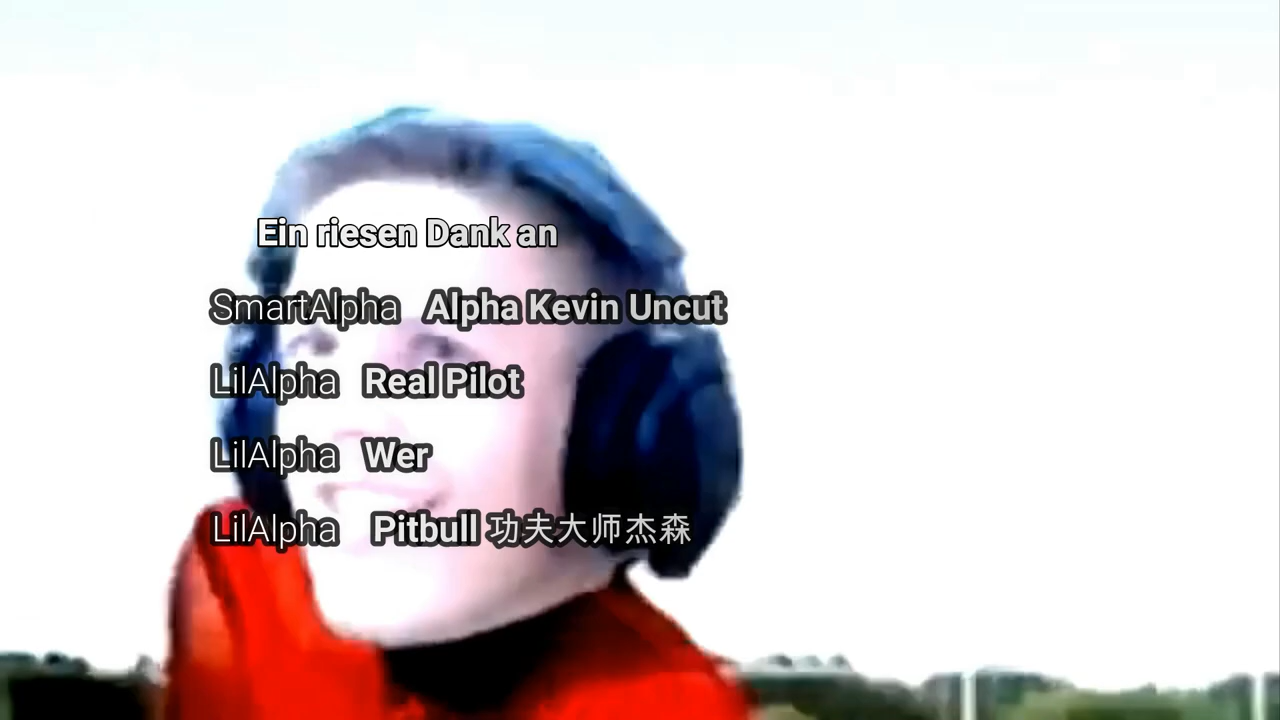 Ein riesen Dank an
SmartAlpha Alpha Kevin Uncut
LilAlpha Real Pilot
LilAlpha Wer
LilAlpha Pitbull 功夫大师杰森